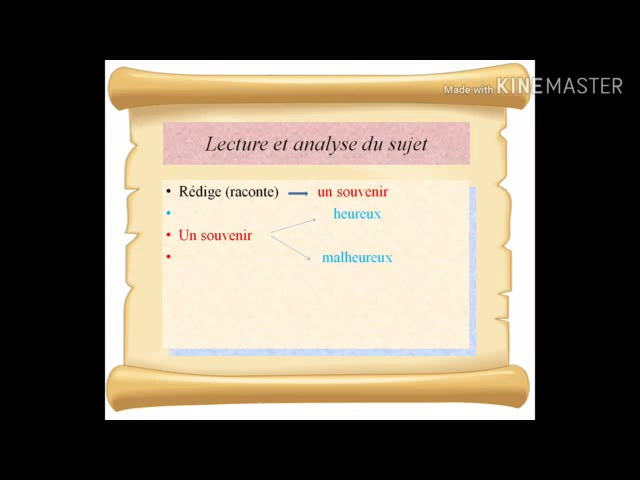 Made with KINEMASTER
Lecture et analyse du sujet
• Rédige (raconte) → un souvenir
• heureux
• Un souvenir
• malheureux